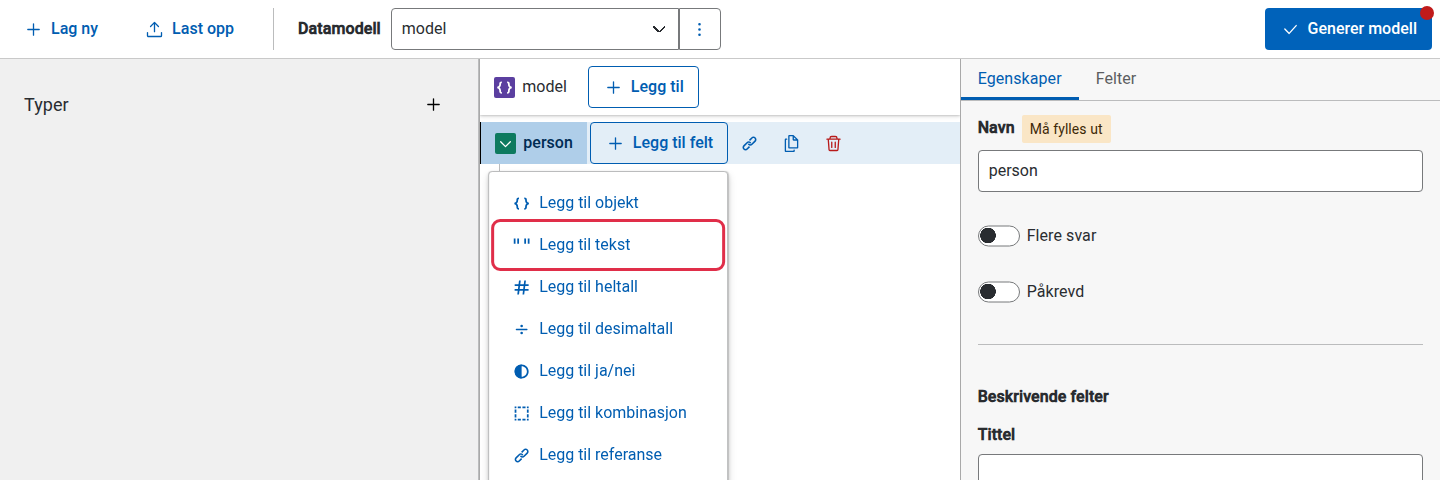 Lag ny
Last opp
Datamodell
model
Generer modell
Typer
model
Legg til
person
Legg til felt
Legg til objekt
Legg til tekst
Legg til heltall
Legg til desimaltall
Legg til ja/nei
Legg til kombinasjon
Legg til referanse
Egenskaper
Felter
Navn
Må fylles ut
person
Flere svar
Påkrevd
Beskrivende felter
Tittel